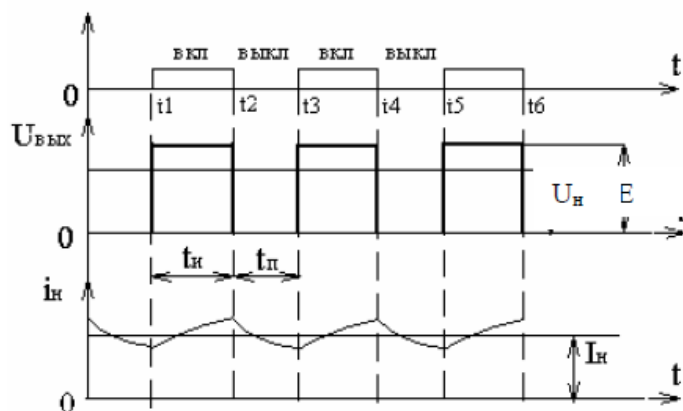 вкл выкл вкл выкл
t
0
t1 t2 t3 t4 t5 t6
Uвых
Uн E
0
tи tп
iн
Iн
t
0